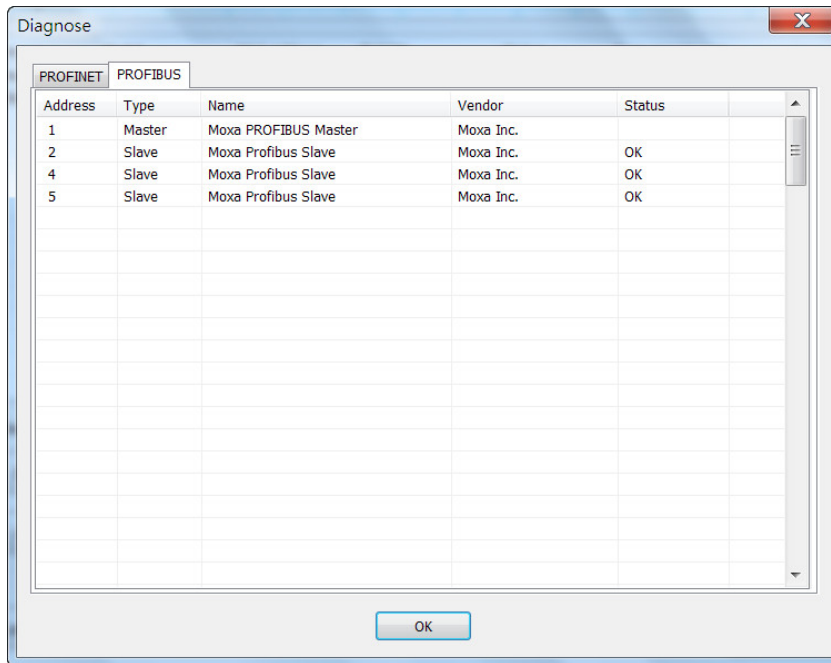 Diagnose
PROFINET PROFIBUS
Address Type Name Vendor Status
1 Master Moxa PROFIBUS Master Moxa Inc.
2 Slave Moxa Profibus Slave Moxa Inc. OK
4 Slave Moxa Profibus Slave Moxa Inc. OK
5 Slave Moxa Profibus Slave Moxa Inc. OK
OK